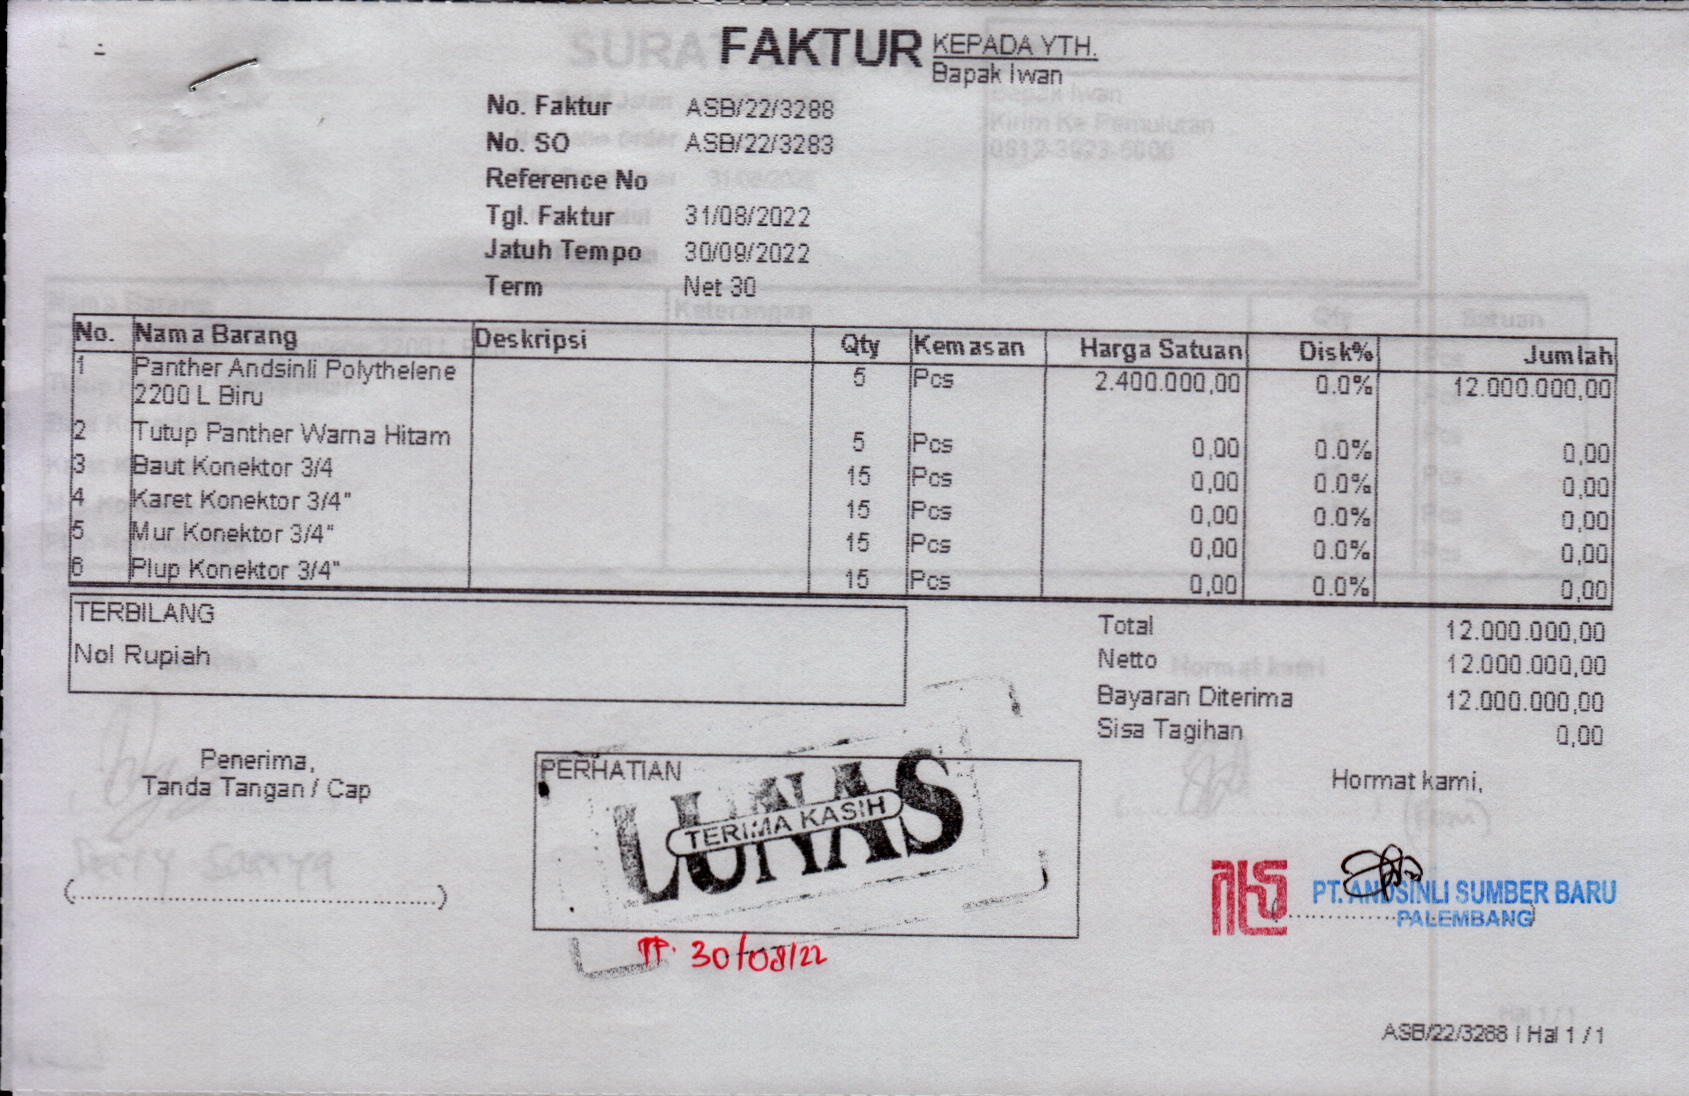 FAKTUR
KEPADA YTH.
Bapak Iwan
No. Faktur ASB/22/3288
No. SO ASB/22/3283
Reference No
Tgl. Faktur 31/08/2022
Jatuh Tempo 30/09/2022
Term Net 30
No. Nama Barang Deskripsi Qty Kemasan Harga Satuan Disk% Jumlah
1 Panther Andsinli Polythelene 5 Pcs 2.400.000,00 0.0% 12.000.000,00
2200 L Biru
2 Tutup Panther Warna Hitam 5 Pcs 0,00 0.0% 0,00
3 Baut Konektor 3/4 15 Pcs 0,00 0.0% 0,00
4 Karet Konektor 3/4" 15 Pcs 0,00 0.0% 0,00
5 Mur Konektor 3/4" 15 Pcs 0,00 0.0% 0,00
6 Plup Konektor 3/4" 15 Pcs 0,00 0.0% 0,00
TERBILANG
Nol Rupiah
Total 12.000.000,00
Netto 12.000.000,00
Bayaran Diterima 12.000.000,00
Sisa Tagihan 0,00
Penerima,
Tanda Tangan / Cap
(..........................................)
PERHATIAN
LUNAS
TERIMA KASIH
30/08/22
Hormat kami,
PT. ANDSINLI SUMBER BARU
PALEMBANG
ASB/22/3288 | Hal 1 / 1